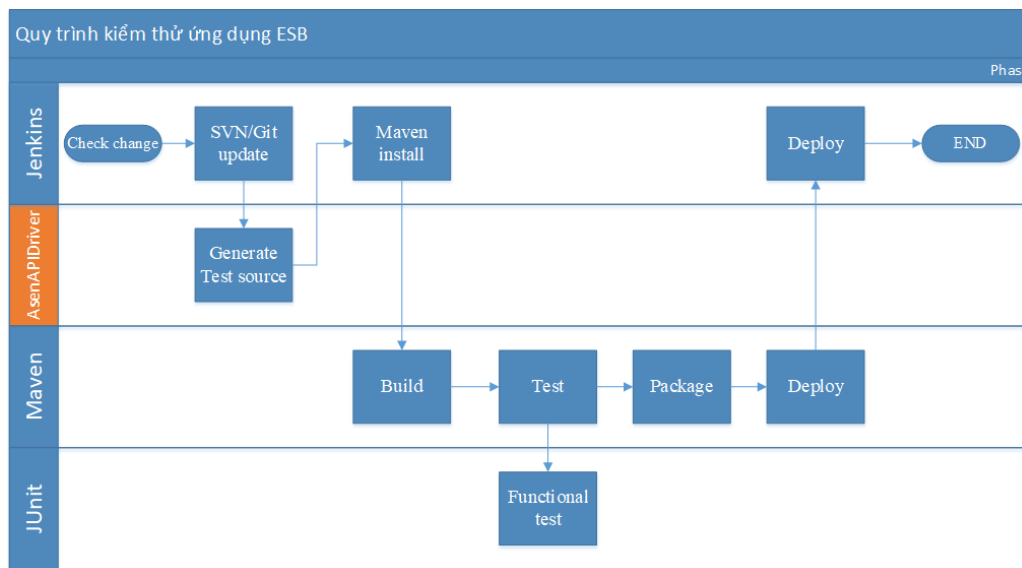 Quy trình kiểm thử ứng dụng ESB
Phas
Jenkins
Check change
SVN/Git
update
Maven
install
Deploy
END
AsenAPIDriver
Generate
Test source
Maven
Build
Test
Package
Deploy
JUnit
Functional
test